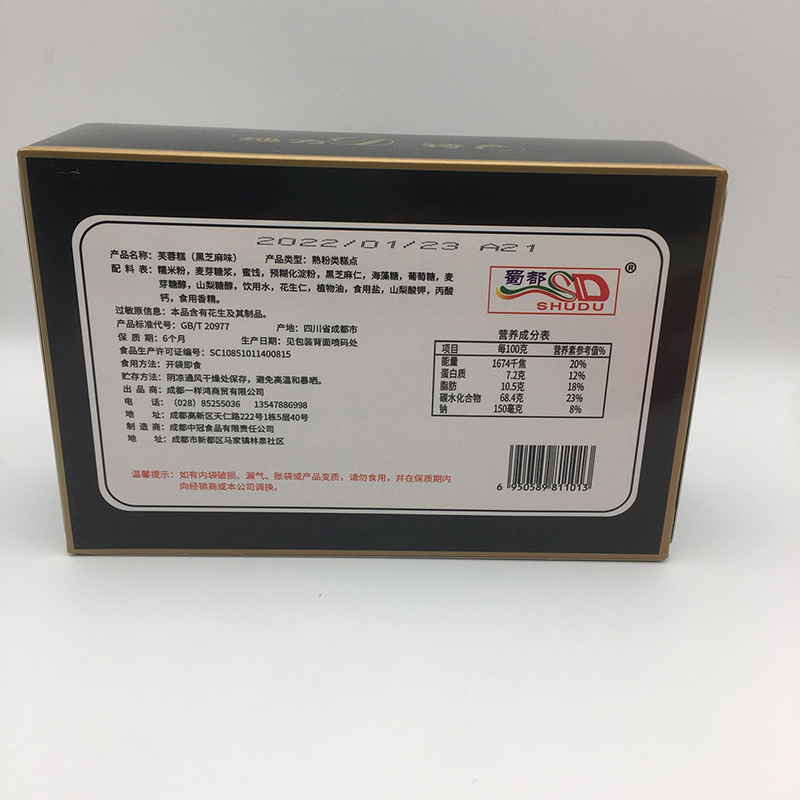 2022/01/23 A21
产品名称：芙蓉糕（黑芝麻味） 产品类型：熟粉类糕点
配 料 表：糯米粉，麦芽糖浆，蜜饯，预糊化淀粉，黑芝麻仁，海藻糖，葡萄糖，麦
芽糖醇，山梨糖醇，饮用水，花生仁，植物油，食用盐，山梨酸钾，丙酸
钙，食用香精。
过敏原信息：本品含有花生及其制品。
产品标准代号：GB/T 20977 产地：四川省成都市
保 质 期：6个月 生产日期：见包装背面喷码处
食品生产许可证编号：SC10851011400815
食用方法：开袋即食
贮存方法：阴凉通风干燥处保存，避免高温和暴晒。
出 品 商：成都一样鸿商贸有限公司
电 话：（028）85255036 13547886998
地 址：成都高新区天仁路222号1栋5层40号
制 造 商：成都中冠食品有限责任公司
地 址：成都市新都区马家镇林泉社区
温馨提示：如有内袋破损、漏气、胀袋或产品变质，请勿食用，并在保质期内
向经销商或本公司调换。
蜀都 SD ®
SHUDU
营养成分表
项目 每100克 营养素参考值%
能量 1674千焦 20%
蛋白质 7.2克 12%
脂肪 10.5克 18%
碳水化合物 68.4克 23%
钠 150毫克 8%
6 950589 811013